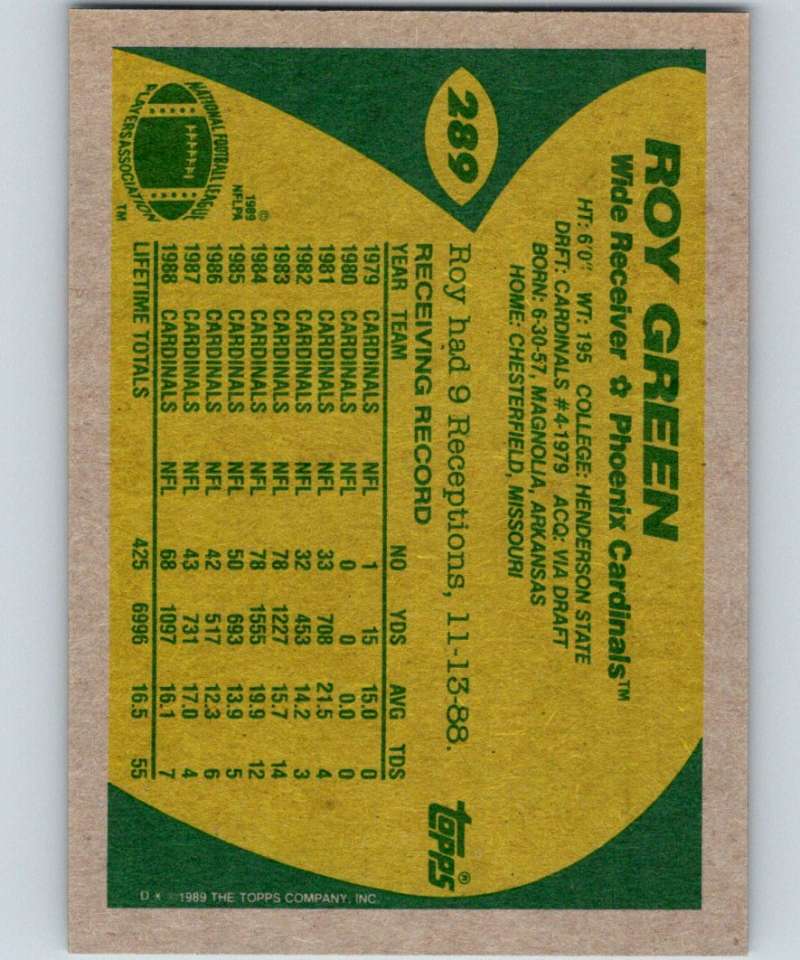 289
ROY GREEN
Wide Receiver ✩ Phoenix Cardinals™
HT: 6'0" WT: 195 COLLEGE: HENDERSON STATE
DRFT: CARDINALS #4-1979 ACQ: VIA DRAFT
BORN: 6-30-57, MAGNOLIA, ARKANSAS
HOME: CHESTERFIELD, MISSOURI
Roy had 9 Receptions, 11-13-88.
topps®
RECEIVING RECORD
YEAR TEAM NO YDS AVG TDS
1979 CARDINALS NFL 1 15 15.0 0
1980 CARDINALS NFL 0 0 0.0 0
1981 CARDINALS NFL 33 708 21.5 4
1982 CARDINALS NFL 32 453 14.2 3
1983 CARDINALS NFL 78 1227 15.7 14
1984 CARDINALS NFL 78 1555 19.9 12
1985 CARDINALS NFL 50 693 13.9 5
1986 CARDINALS NFL 42 517 12.3 6
1987 CARDINALS NFL 43 731 17.0 4
1988 CARDINALS NFL 68 1097 16.1 7
LIFETIME TOTALS 425 6996 16.5 55
NATIONAL FOOTBALL LEAGUE
PLAYERS ASSOCIATION
™
©
1989
NFLPA
D * © 1989 THE TOPPS COMPANY, INC.